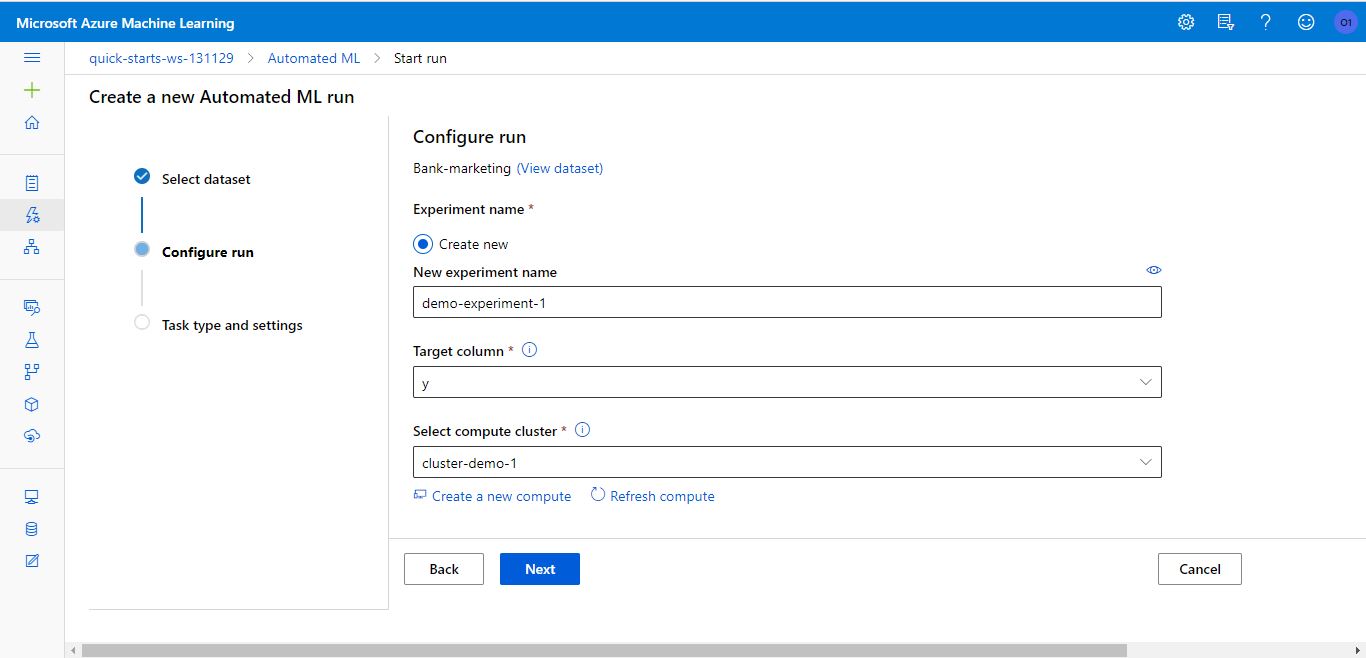 Microsoft Azure Machine Learning
O1
quick-starts-ws-131129 > Automated ML > Start run
Create a new Automated ML run
Select dataset
Configure run
Task type and settings
Configure run
Bank-marketing (View dataset)
Experiment name *
Create new
New experiment name
demo-experiment-1
Target column *
y
Select compute cluster *
cluster-demo-1
Create a new compute Refresh compute
Back Next Cancel